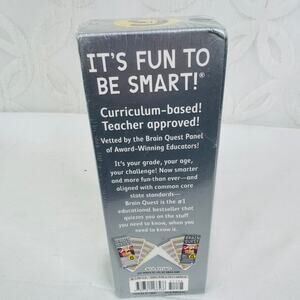 IT'S FUN TO
BE SMART!®
Curriculum-based!
Teacher approved!
Vetted by the Brain Quest Panel
of Award-Winning Educators!
It's your grade, your age,
your challenge! Now smarter
and more fun than ever—and
aligned with common core
state standards—
Brain Quest is the #1
educational bestseller that
quizzes you on the stuff
you need to know, when you
need to know it.
BRAIN QUEST